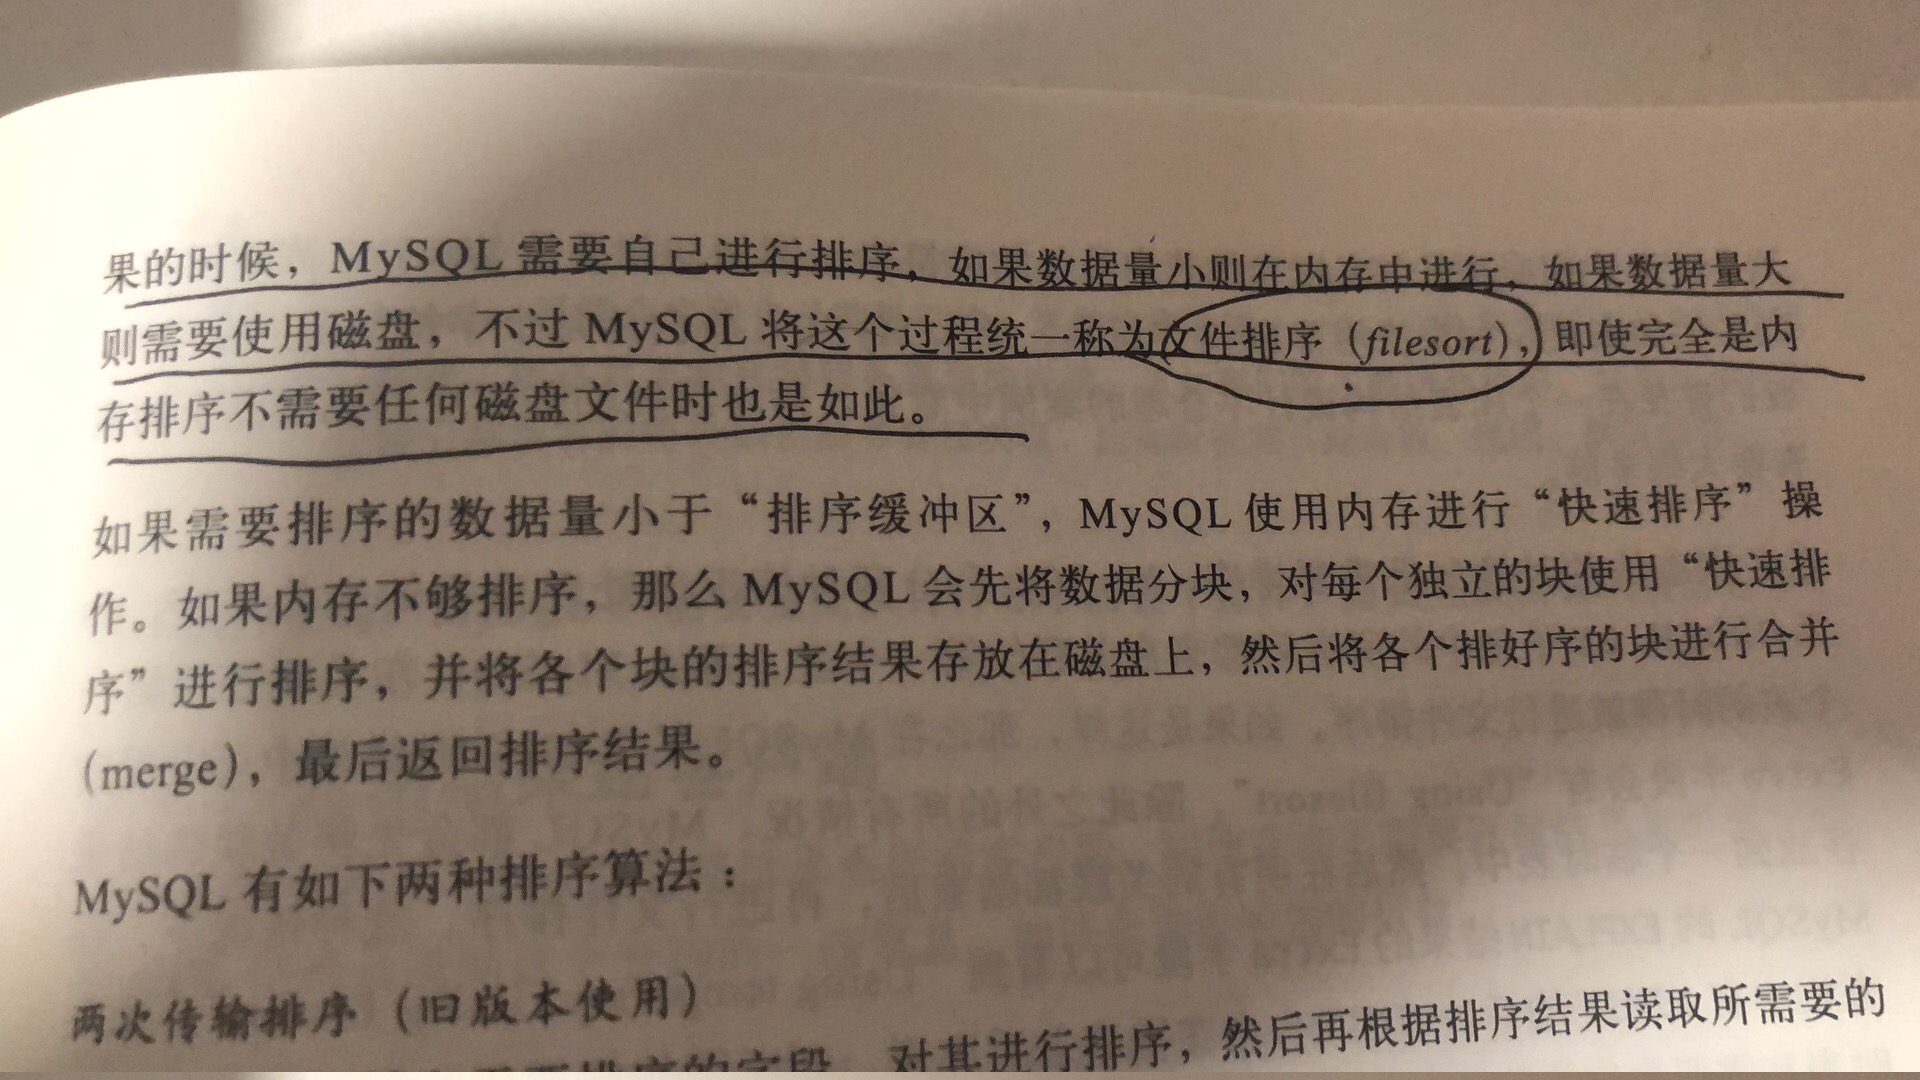 果的时候，MySQL 需要自己进行排序，如果数据量小则在内存中进行，如果数据量大
则需要使用磁盘，不过 MySQL 将这个过程统一称为文件排序（filesort），即使完全是内
存排序不需要任何磁盘文件时也是如此。
如果需要排序的数据量小于“排序缓冲区”，MySQL 使用内存进行“快速排序”操
作。如果内存不够排序，那么 MySQL 会先将数据分块，对每个独立的块使用“快速排
序”进行排序，并将各个块的排序结果存放在磁盘上，然后将各个排好序的块进行合并
（merge），最后返回排序结果。
MySQL 有如下两种排序算法：
两次传输排序（旧版本使用）
排序的字段，对其进行排序，然后再根据排序结果读取所需要的